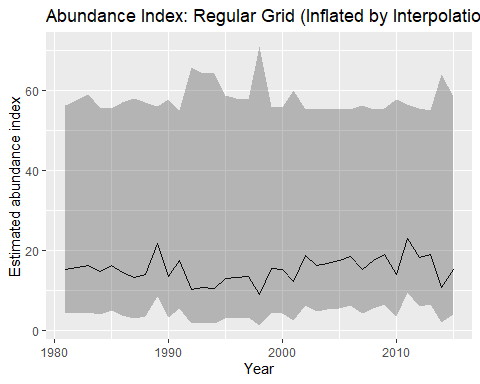 Abundance Index: Regular Grid (Inflated by Interpolatio
60
40
20
0
Estimated abundance index
1980
1990
2000
2010
Year